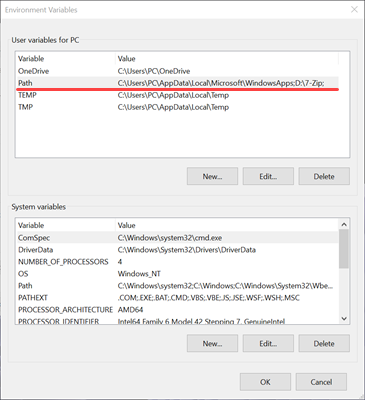 Environment Variables
User variables for PC
Variable Value
OneDrive C:\Users\PC\OneDrive
Path C:\Users\PC\AppData\Local\Microsoft\WindowsApps;D:\7-Zip;
TEMP C:\Users\PC\AppData\Local\Temp
TMP C:\Users\PC\AppData\Local\Temp
New... Edit... Delete
System variables
Variable Value
ComSpec C:\Windows\system32\cmd.exe
DriverData C:\Windows\System32\Drivers\DriverData
NUMBER_OF_PROCESSORS 4
OS Windows_NT
Path C:\Windows\system32;C:\Windows;C:\Windows\System32\Wbe...
PATHEXT .COM;.EXE;.BAT;.CMD;.VBS;.VBE;.JS;.JSE;.WSF;.WSH;.MSC
PROCESSOR_ARCHITECTURE AMD64
PROCESSOR_IDENTIFIER Intel64 Family 6 Model 42 Stepping 7, GenuineIntel
New... Edit... Delete
OK Cancel